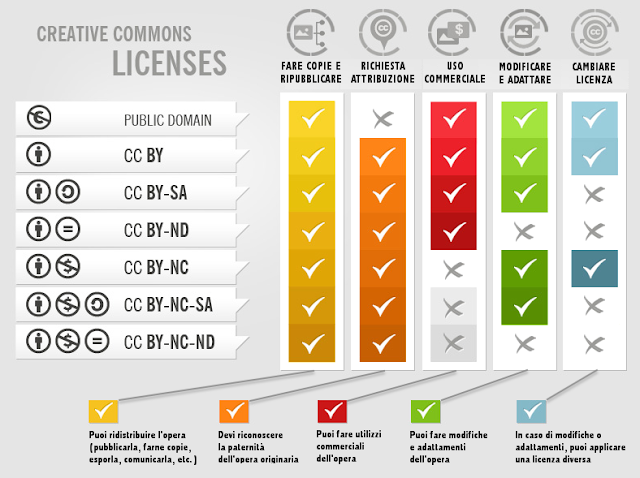 CREATIVE COMMONS
LICENSES
FARE COPIE E
RIPUBBLICARE
RICHIESTA
ATTRIBUZIONE
USO
COMMERCIALE
MODIFICARE
E ADATTARE
CAMBIARE
LICENZA
PUBLIC DOMAIN
CC BY
CC BY-SA
CC BY-ND
CC BY-NC
CC BY-NC-SA
CC BY-NC-ND
Puoi ridistribuire l'opera
(pubblicarla, farne copie,
esporla, comunicarla, etc.)
Devi riconoscere
la paternità
dell'opera originaria
Puoi fare utilizzi
commerciali
dell'opera
Puoi fare modifiche
e adattamenti
dell'opera
In caso di modifiche o
adattamenti, puoi applicare
una licenza diversa